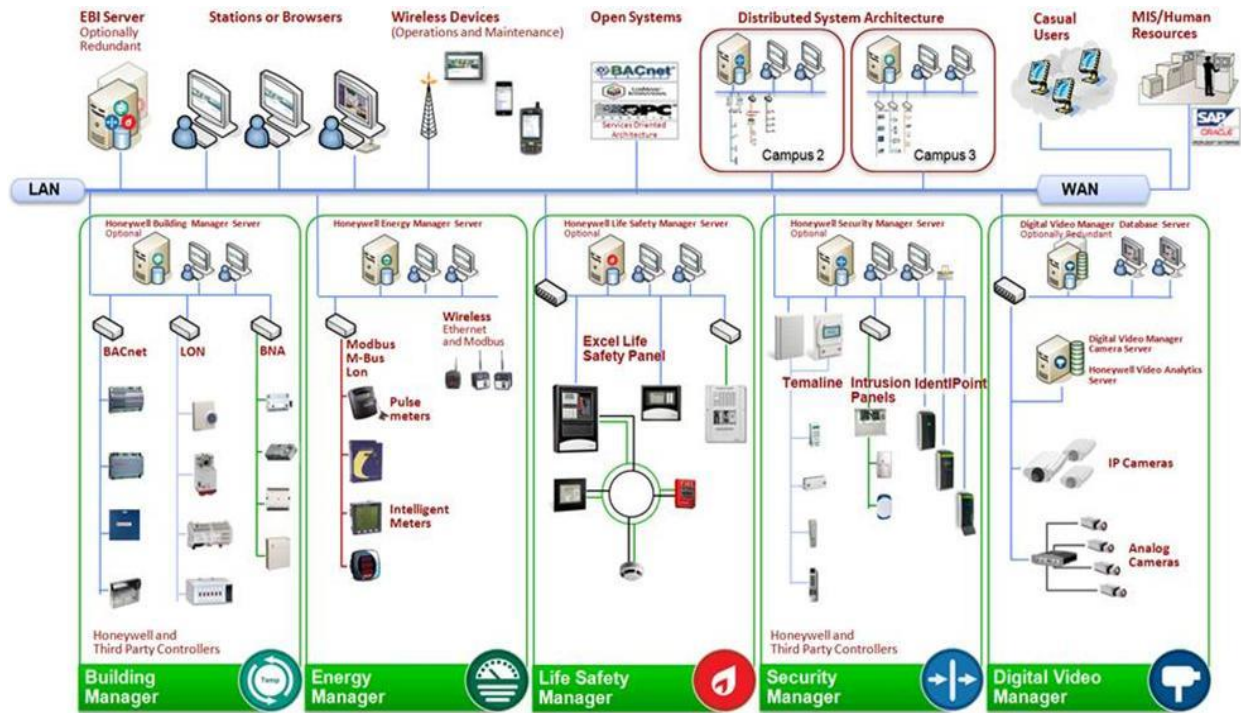 EBI Server
Optionally
Redundant
Stations or Browsers
Wireless Devices
(Operations and Maintenance)
Open Systems
BACnet
OPC
Services Oriented
Architecture
Distributed System Architecture
Campus 2
Campus 3
Casual
Users
MIS/Human
Resources
SAP
ORACLE
LAN
WAN
Honeywell Building Manager Server
Optional
BACnet
LON
BNA
Honeywell and
Third Party Controllers
Building
Manager
Temp
Honeywell Energy Manager Server
Wireless
Ethernet
and Modbus
Modbus
M-Bus
Lon
Pulse
meters
Intelligent
Meters
Energy
Manager
Honeywell Life Safety Manager Server
Optional
Excel Life
Safety Panel
Life Safety
Manager
Honeywell Security Manager Server
Optional
Temaline
Intrusion
Panels
IdentIPoint
Honeywell and
Third Party Controllers
Security
Manager
Digital Video Manager Database Server
Optionally Redundant
Digital Video Manager
Camera Server
Honeywell Video Analytics
Server
IP Cameras
Analog
Cameras
Digital Video
Manager